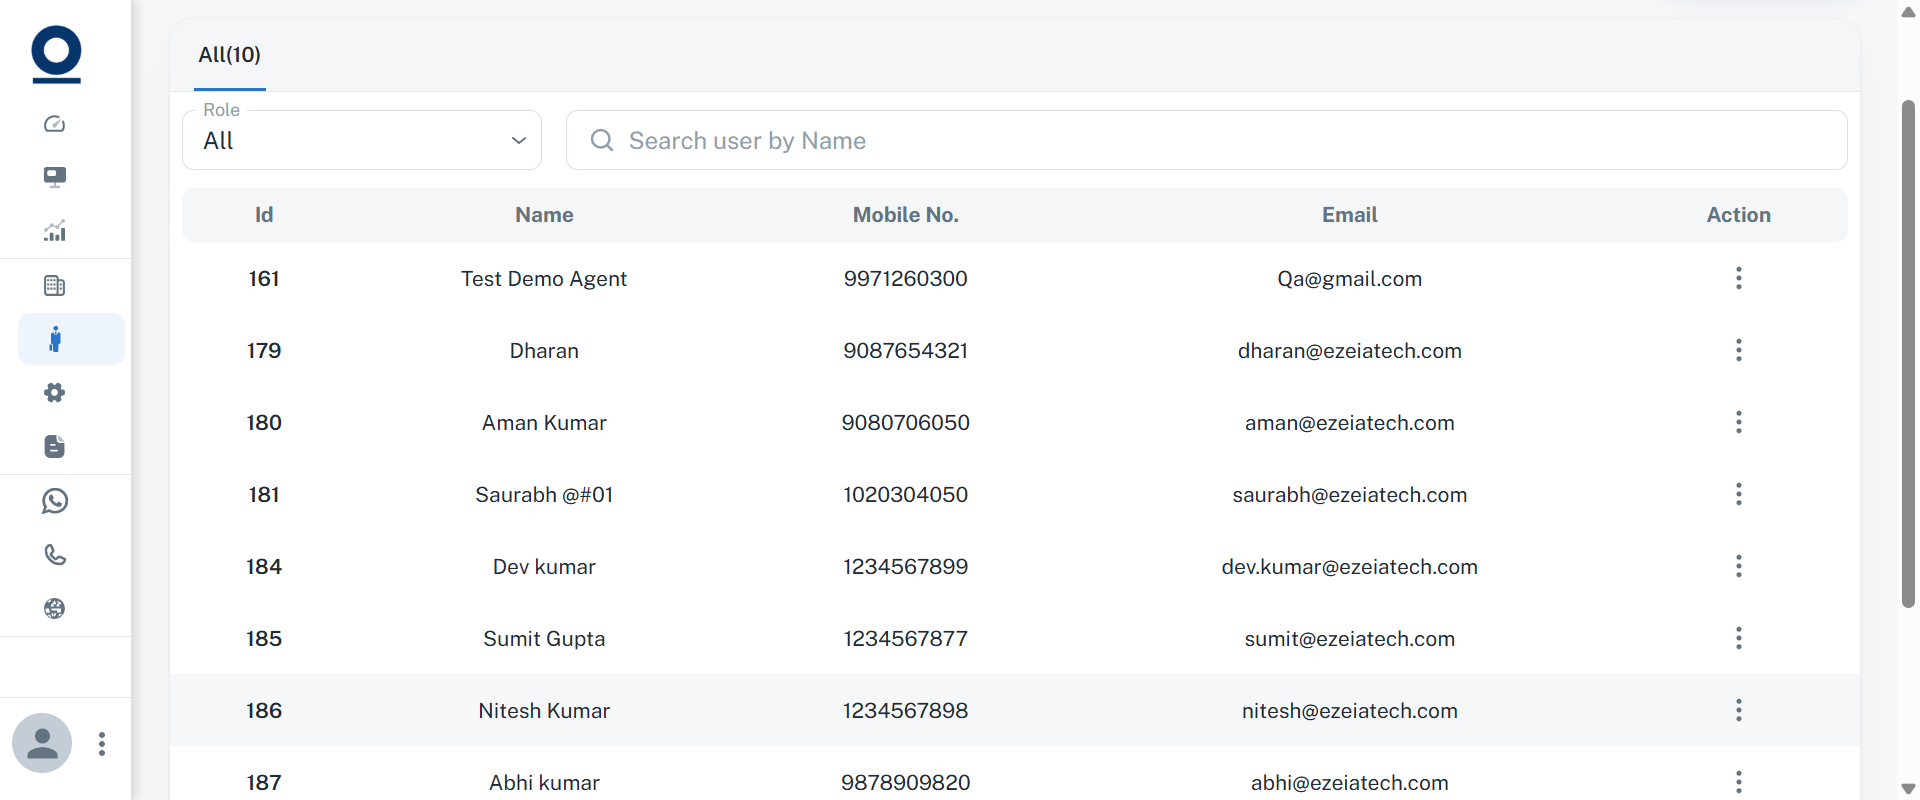 All(10)
Role
All
Search user by Name
Id Name Mobile No. Email Action
161 Test Demo Agent 9971260300 Qa@gmail.com
179 Dharan 9087654321 dharan@ezeiatech.com
180 Aman Kumar 9080706050 aman@ezeiatech.com
181 Saurabh @#01 1020304050 saurabh@ezeiatech.com
184 Dev kumar 1234567899 dev.kumar@ezeiatech.com
185 Sumit Gupta 1234567877 sumit@ezeiatech.com
186 Nitesh Kumar 1234567898 nitesh@ezeiatech.com
187 Abhi kumar 9878909820 abhi@ezeiatech.com